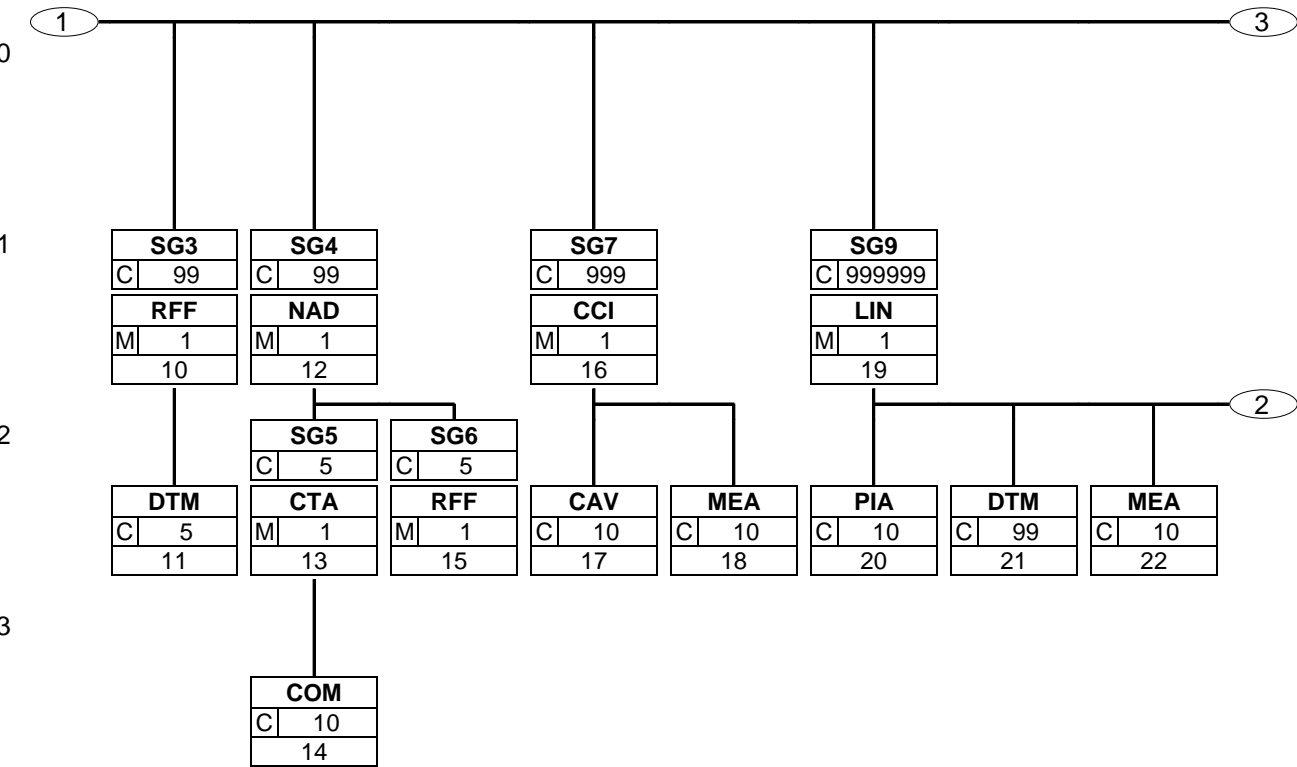 1 3
0
1 SG3 SG4 SG7 SG9
C 99 C 99 C 999 C 999999
RFF NAD CCI LIN
M 1 M 1 M 1 M 1
10 12 16 19
2
2 SG5 SG6
C 5 C 5
DTM CTA RFF CAV MEA PIA DTM MEA
C 5 M 1 M 1 C 10 C 10 C 10 C 99 C 10
11 13 15 17 18 20 21 22
3
COM
C 10
14